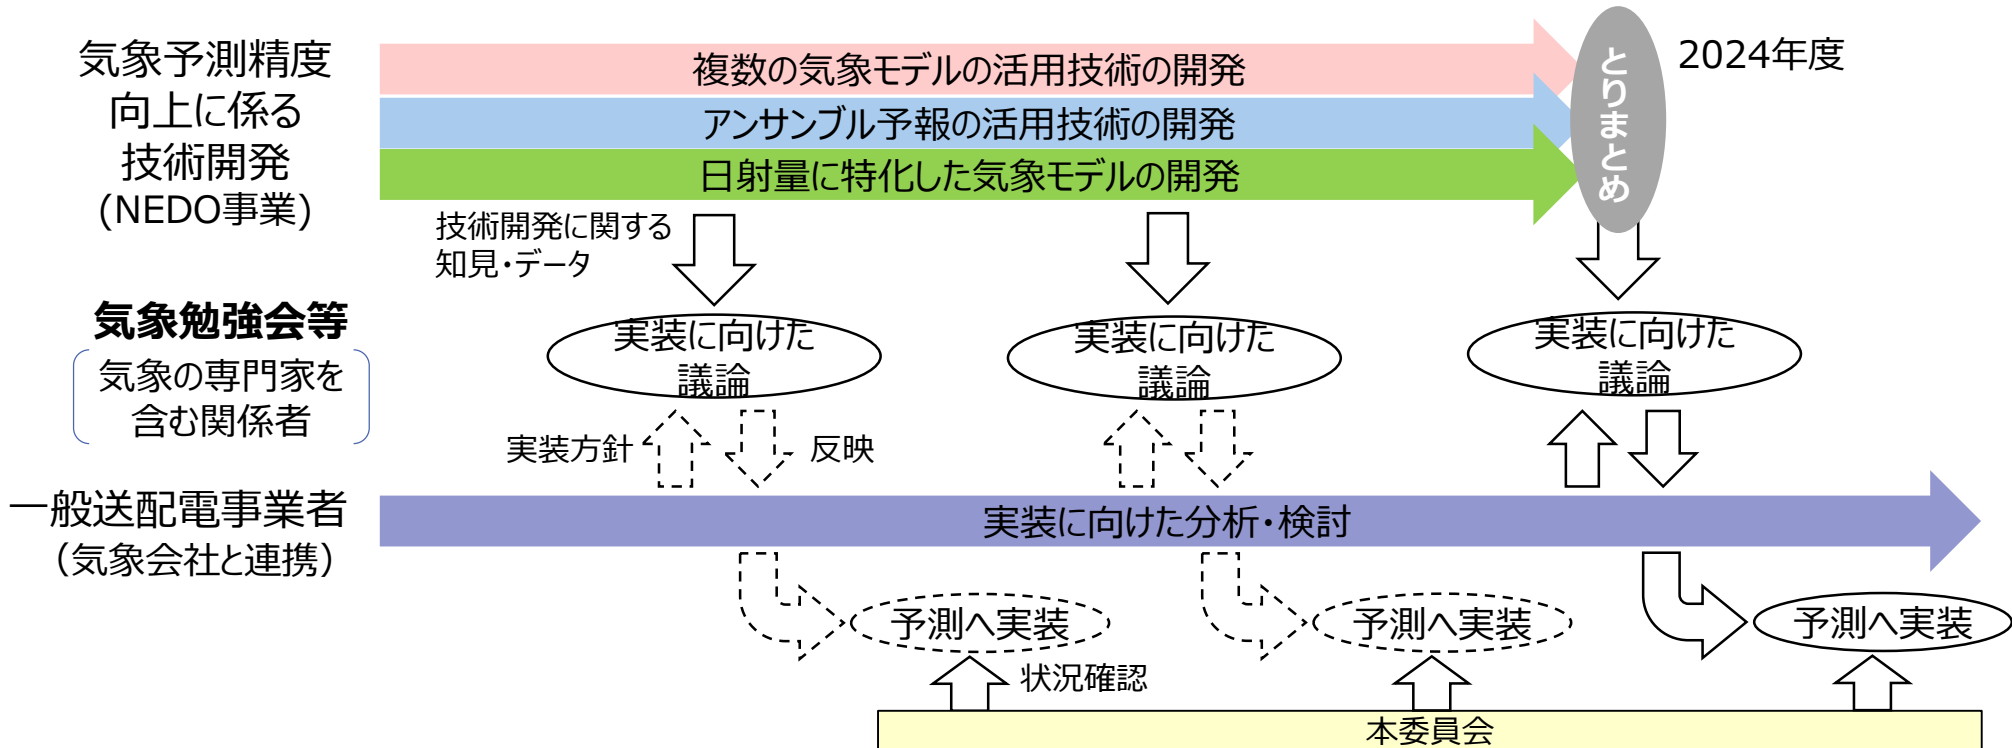 気象予測精度
向上に係る
技術開発
(NEDO事業)
複数の気象モデルの活用技術の開発
アンサンブル予報の活用技術の開発
日射量に特化した気象モデルの開発
とりまとめ
2024年度
技術開発に関する
知見・データ
気象勉強会等
気象の専門家を
含む関係者
実装に向けた
議論
実装に向けた
議論
実装に向けた
議論
実装方針
反映
一般送配電事業者
（気象会社と連携）
実装に向けた分析・検討
予測へ実装
予測へ実装
予測へ実装
状況確認
本委員会